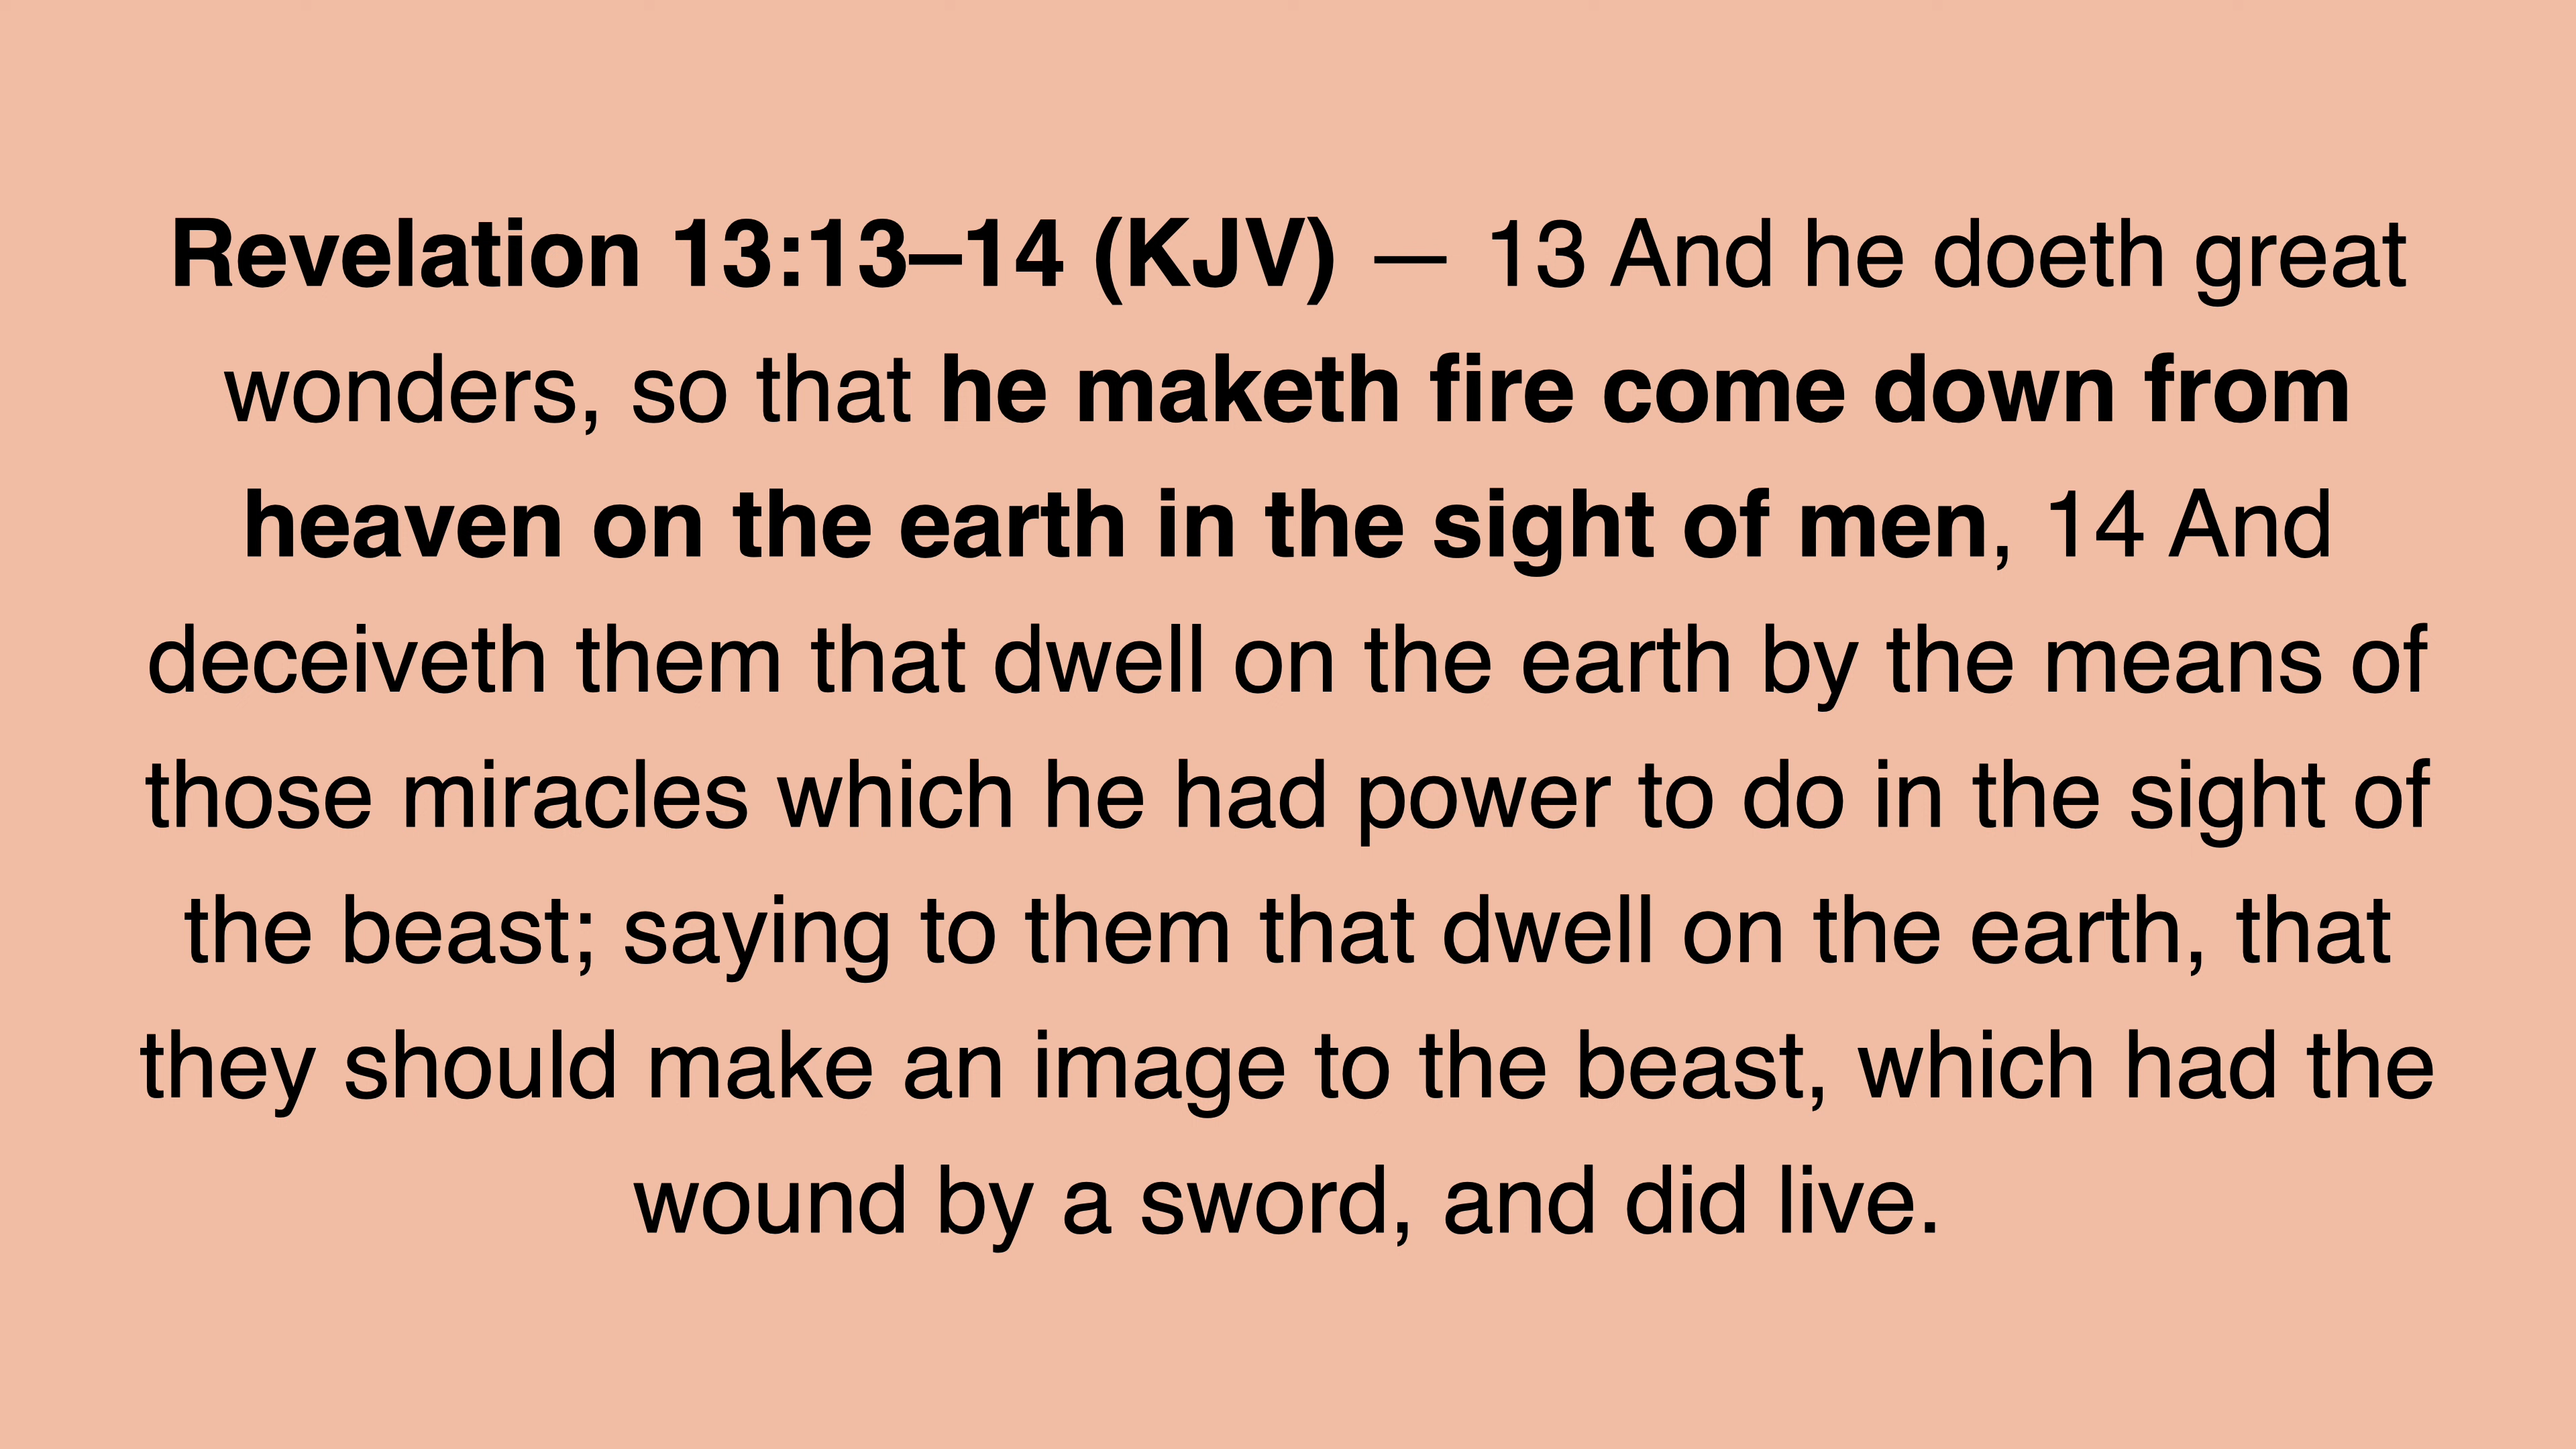 Revelation 13:13–14 (KJV) — 13 And he doeth great
wonders, so that he maketh fire come down from
heaven on the earth in the sight of men, 14 And
deceiveth them that dwell on the earth by the means of
those miracles which he had power to do in the sight of
the beast; saying to them that dwell on the earth, that
they should make an image to the beast, which had the
wound by a sword, and did live.